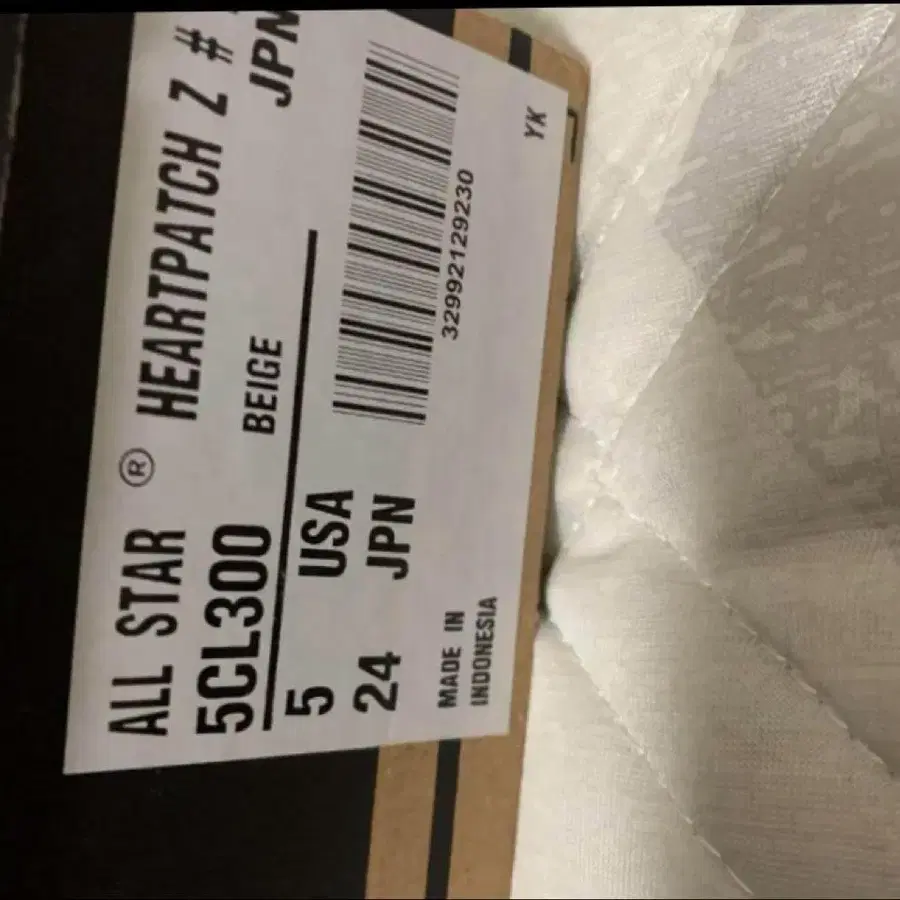 ALL STAR ® HEARTPATCH Z #
JPN
5CL300 BEIGE
5 USA
24 JPN
32992129230
MADE IN
INDONESIA
YK